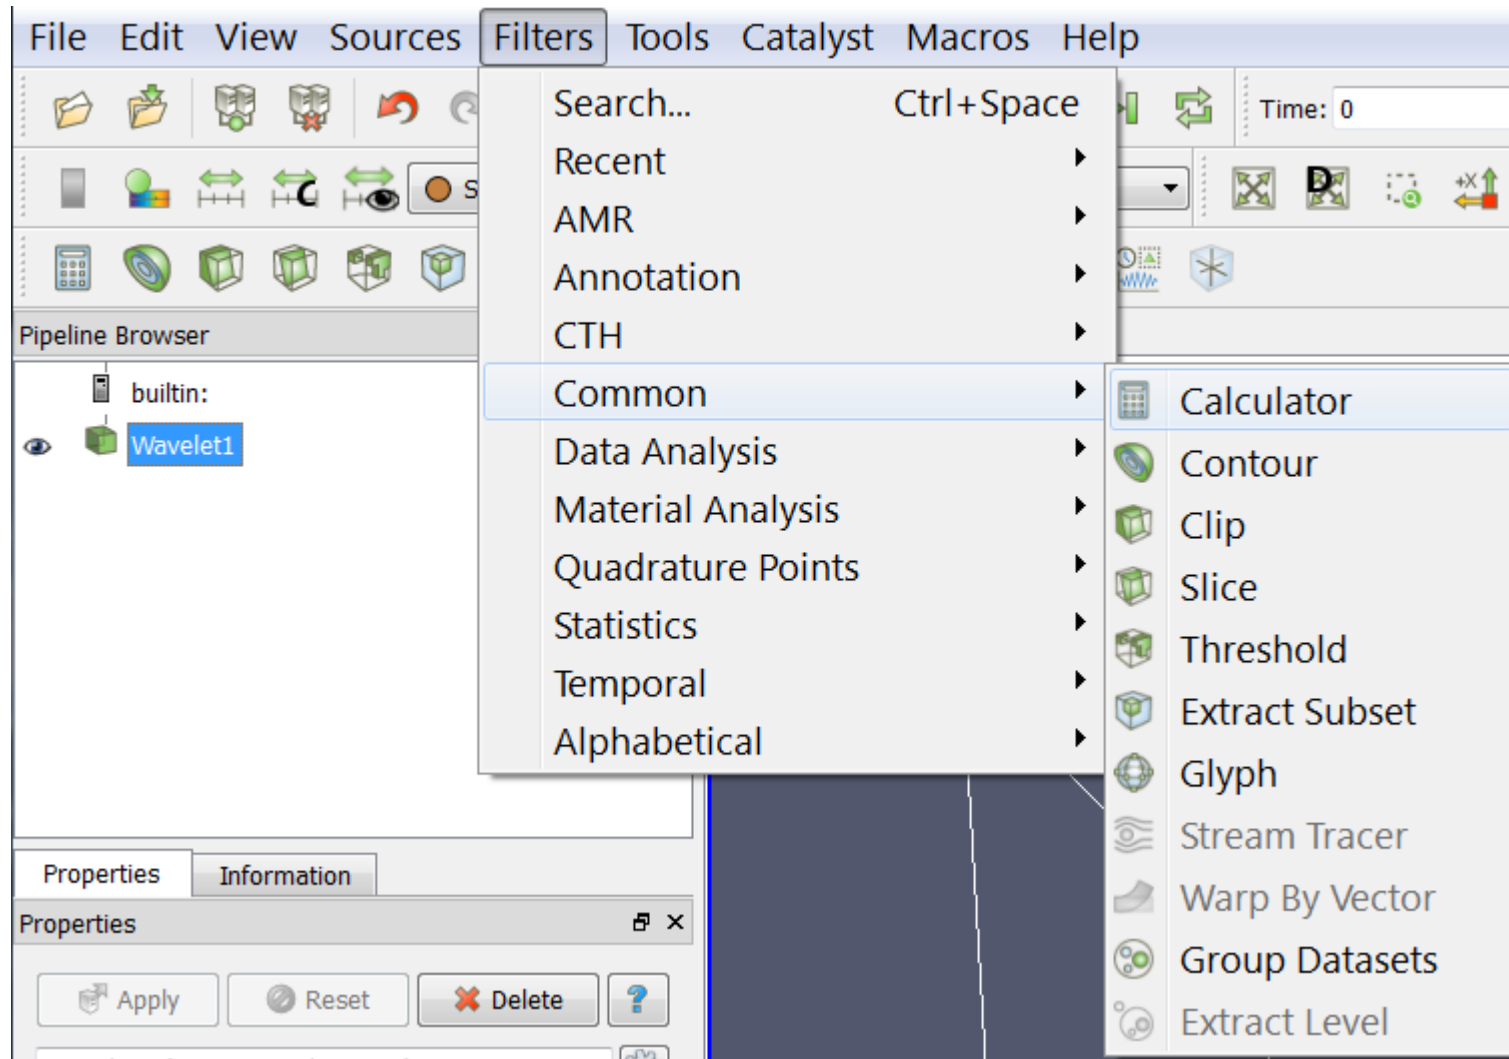 File Edit View Sources Filters Tools Catalyst Macros Help
Search... Ctrl+Space
Time: 0
Recent
C
S
D
+X
AMR
Annotation
CTH
Pipeline Browser
builtin:
Wavelet1
Common
Data Analysis
Material Analysis
Quadrature Points
Statistics
Temporal
Alphabetical
Calculator
Contour
Clip
Slice
Threshold
Extract Subset
Glyph
Stream Tracer
Warp By Vector
Group Datasets
Extract Level
Properties Information
Properties
Apply Reset Delete ?